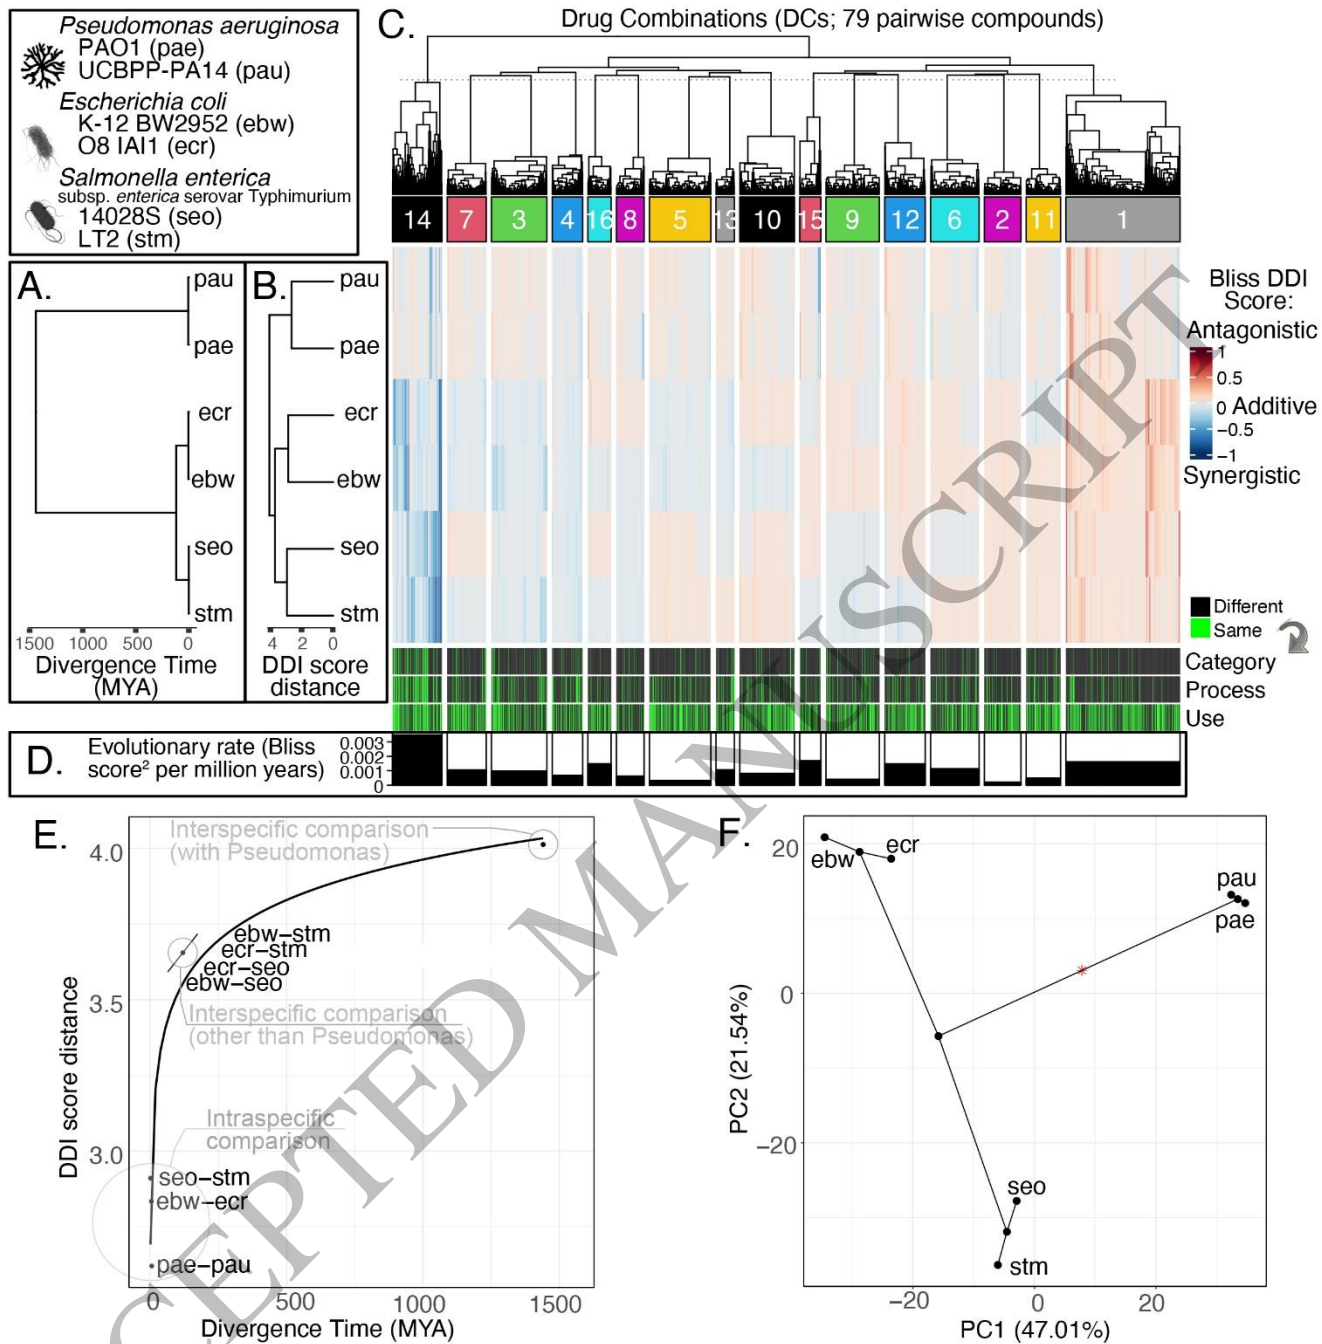 Pseudomonas aeruginosa
PAO1 (pae)
UCBPP-PA14 (pau)
Escherichia coli
K-12 BW2952 (ebw)
O8 IAI1 (ecr)
Salmonella enterica
subsp. enterica serovar Typhimurium
14028S (seo)
LT2 (stm)
A.
pau
pae
ecr
ebw
seo
stm
1500 1000 500 0
Divergence Time
(MYA)
B.
pau
pae
ecr
ebw
seo
stm
4 2 0
DDI score
distance
C.
Drug Combinations (DCs; 79 pairwise compounds)
14 7 3 4 16 8 5 13 10 15 9 12 6 2 11 1
Bliss DDI
Score:
Antagonistic
1
0.5
0 Additive
−0.5
−1
Synergistic
Different
Same
Category
Process
Use
D.
Evolutionary rate (Bliss
score² per million years)
0.003
0.002
0.001
0
E.
Interspecific comparison
(with Pseudomonas)
4.0
ebw−stm
ecr−stm
ecr−seo
ebw−seo
3.5
Interspecific comparison
(other than Pseudomonas)
Intraspecific
comparison
3.0
seo−stm
ebw−ecr
pae−pau
DDI score distance
0 500 1000 1500
Divergence Time (MYA)
F.
20
0
−20
ebw
ecr
pau
pae
seo
stm
PC2 (21.54%)
−20 0 20
PC1 (47.01%)
CEPTED MANUSCRIPT